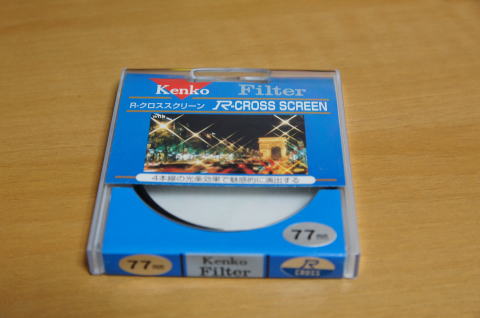 Kenko Filter
R-クロススクリーン R-CROSS SCREEN
4本線の光条効果で魅惑的に演出する
77mm
77mm Kenko Filter R CROSS